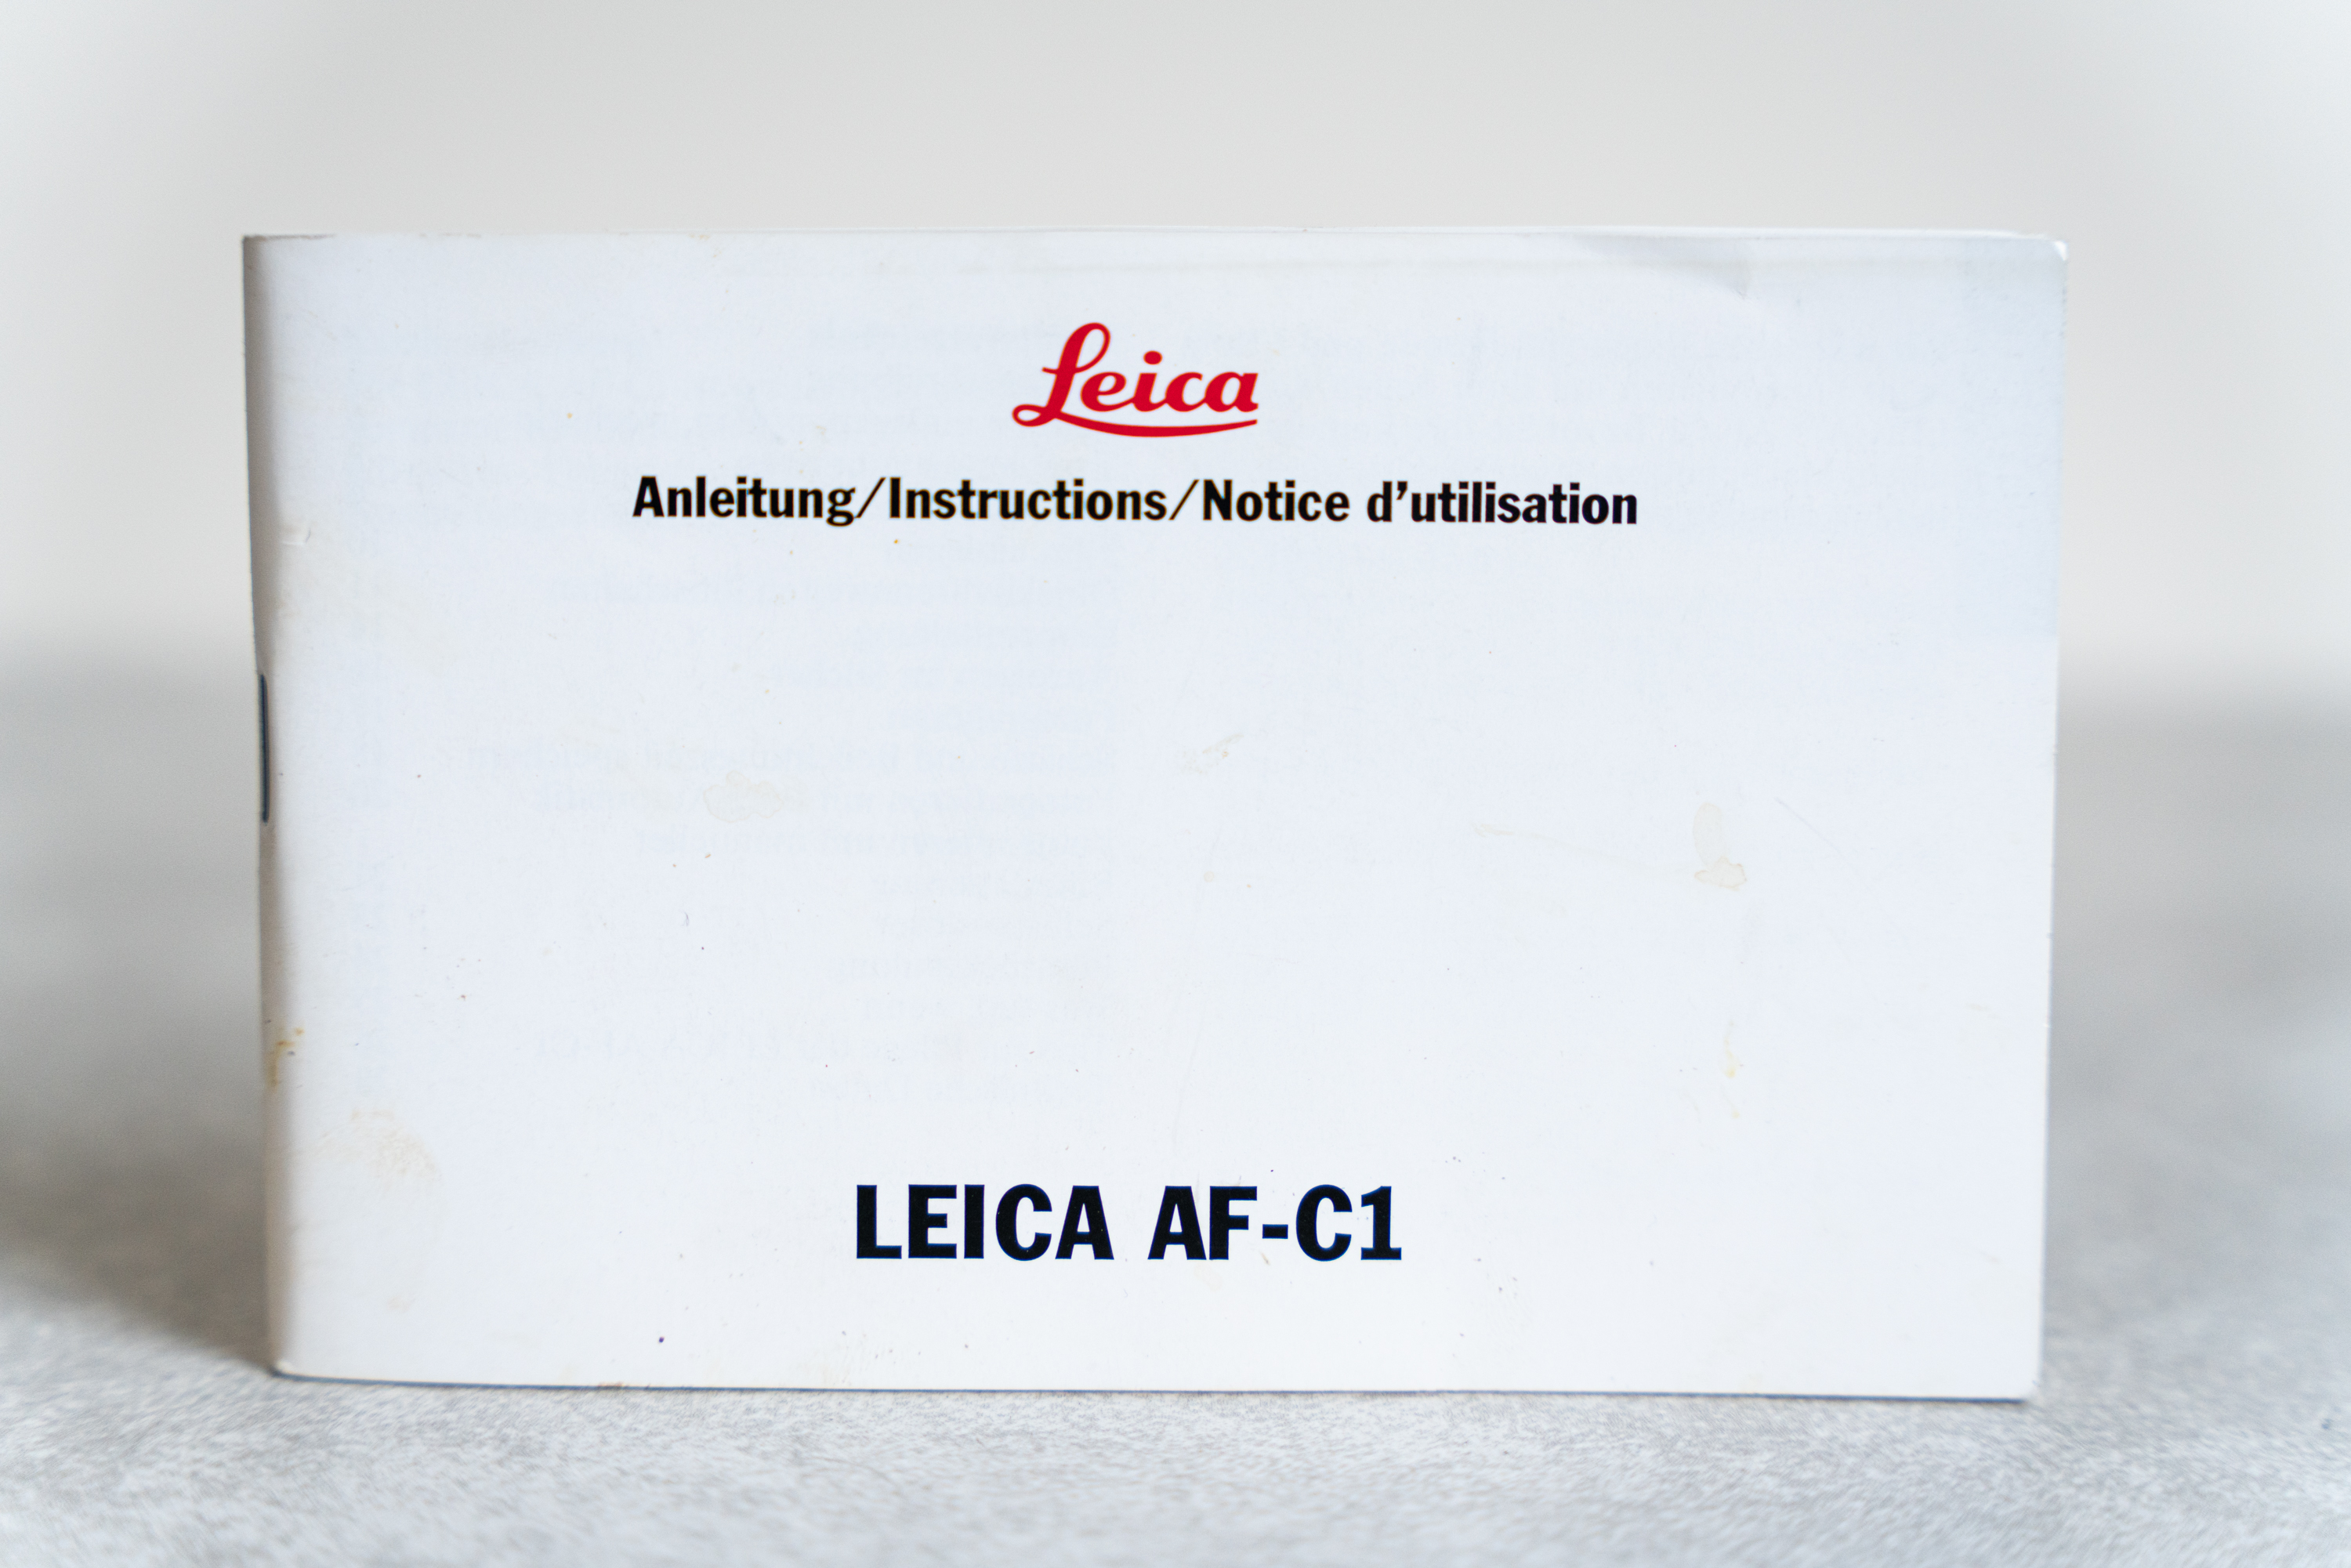 Leica
Anleitung/Instructions/Notice d'utilisation
LEICA AF-C1